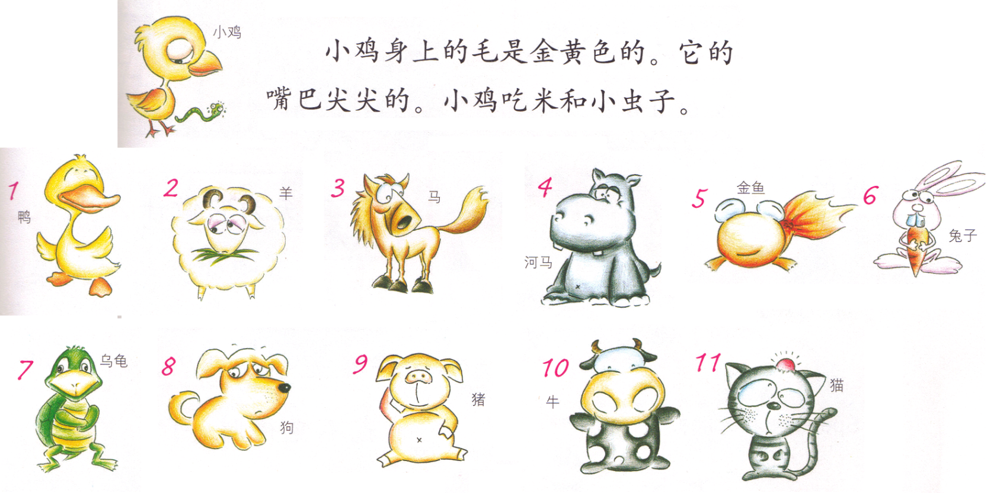 小鸡
小鸡身上的毛是金黄色的。它的
嘴巴尖尖的。小鸡吃米和小虫子。
1
鸭
2
羊
3
马
4
河马
5
金鱼
6
兔子
7
乌龟
8
狗
9
猪
10
牛
11
猫